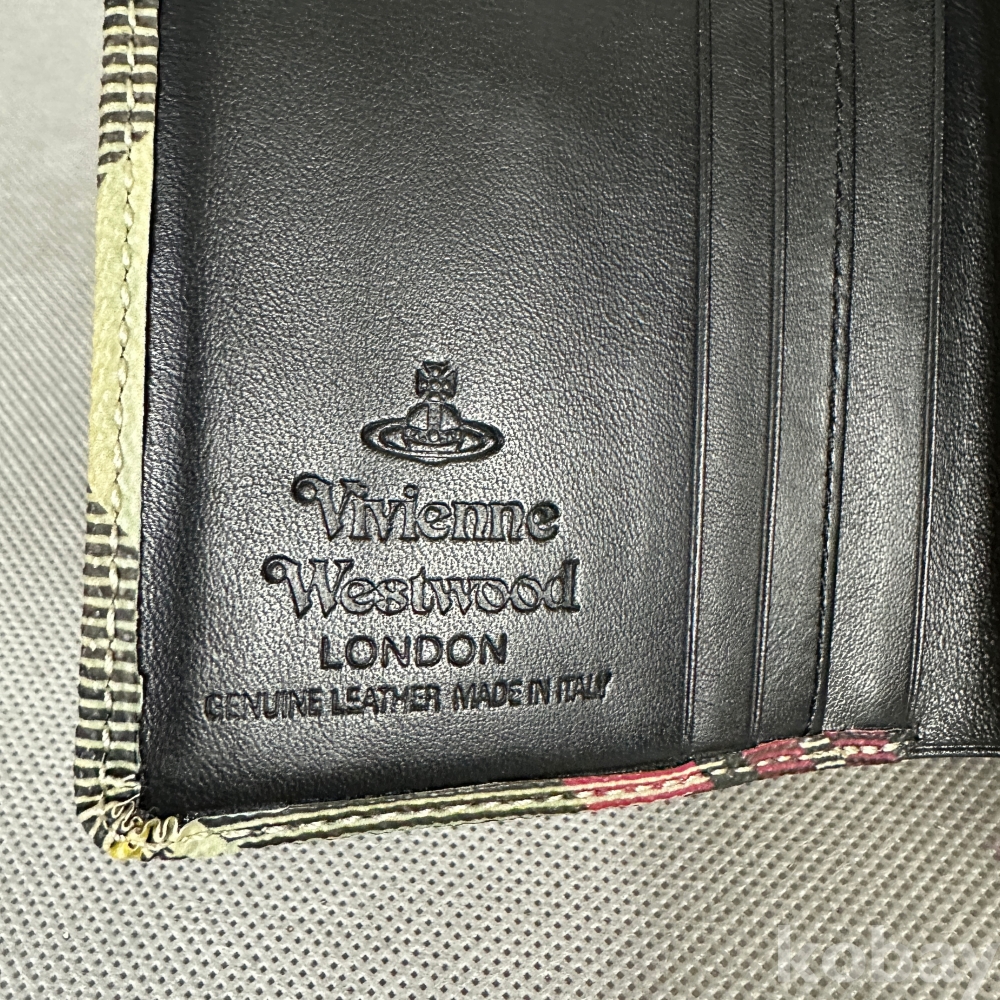 Vivienne
Westwood
LONDON
GENUINE LEATHER MADE IN ITALY